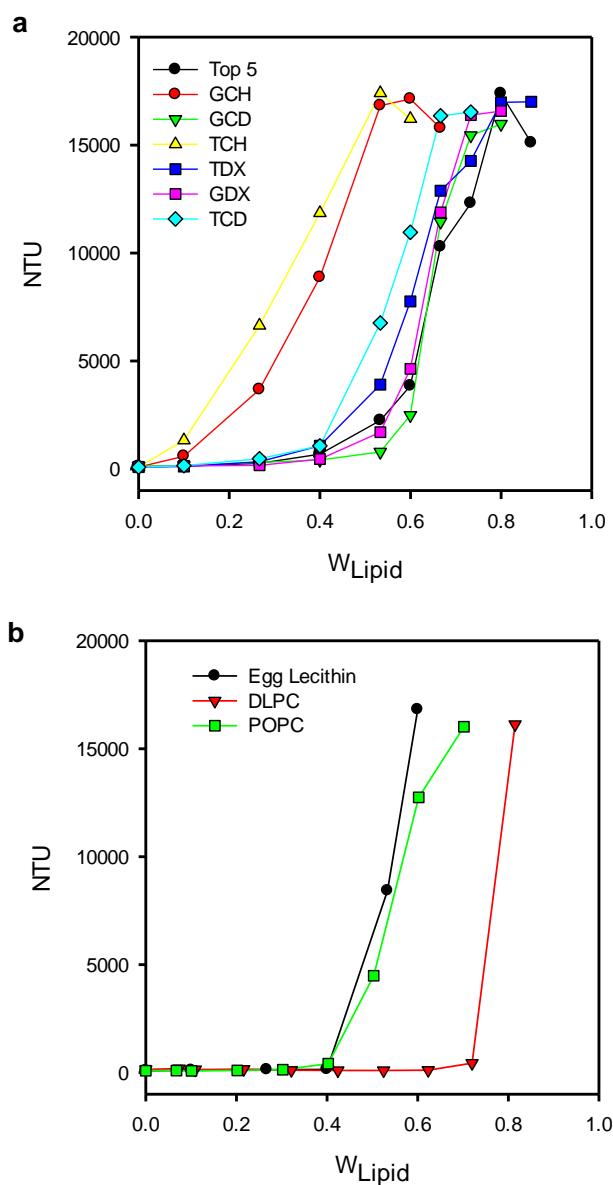 a
20000
15000
10000
5000
0
NTU
Top 5
GCH
GCD
TCH
TDX
GDX
TCD
0.0 0.2 0.4 0.6 0.8 1.0
WLipid
b
20000
15000
10000
5000
0
NTU
Egg Lecithin
DLPC
POPC
0.0 0.2 0.4 0.6 0.8 1.0
WLipid